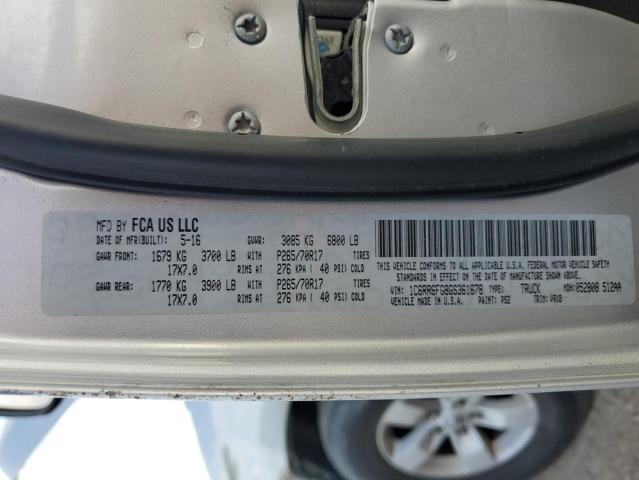 MFD BY FCA US LLC
DATE OF MFR(BUILT): 5-16 GVWR: 3085 KG 6800 LB
GAWR FRONT: 1679 KG 3700 LB WITH P265/70R17 TIRES
17X7.0 RIMS AT 276 KPA ( 40 PSI) COLD
GAWR REAR: 1770 KG 3900 LB WITH P265/70R17 TIRES
17X7.0 RIMS AT 276 KPA ( 40 PSI) COLD
THIS VEHICLE CONFORMS TO ALL APPLICABLE U.S.A. FEDERAL MOTOR VEHICLE SAFETY
STANDARDS IN EFFECT ON THE DATE OF MANUFACTURE SHOWN ABOVE.
VIN: 1C6RR6FG8GS361678 TYPE: TRUCK MDH: 052808 512AA
VEHICLE MADE IN U.S.A. PAINT: PS2 TRIM: V9X8